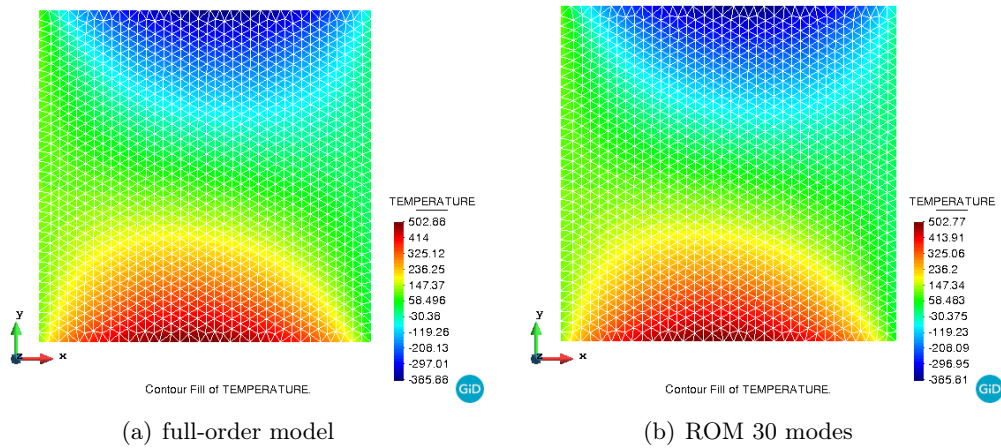 TEMPERATURE
502.88
414
325.12
236.25
147.37
58.496
-30.38
-119.26
-208.13
-297.01
-385.88
y
x
Contour Fill of TEMPERATURE.
GiD
(a) full-order model
TEMPERATURE
502.77
413.91
325.06
236.2
147.34
58.483
-30.375
-119.23
-208.09
-296.95
-385.81
y
x
Contour Fill of TEMPERATURE.
GiD
(b) ROM 30 modes